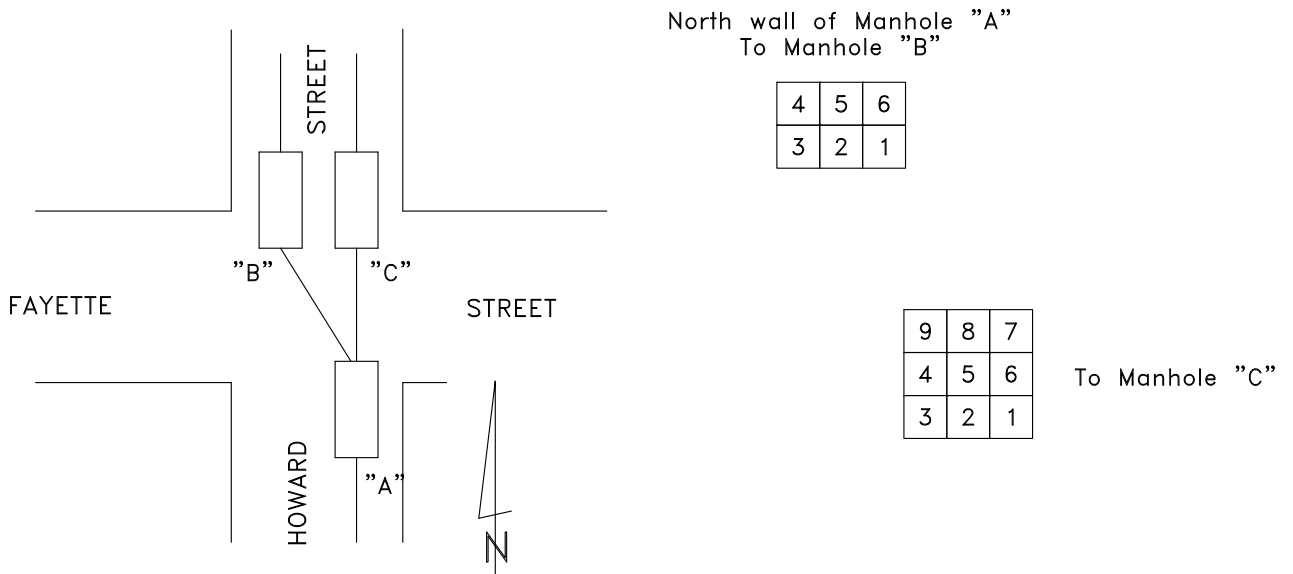 North wall of Manhole "A"
To Manhole "B"
4 5 6
3 2 1
STREET
"B"
"C"
FAYETTE
STREET
9 8 7
4 5 6
3 2 1
To Manhole "C"
HOWARD
"A"
N